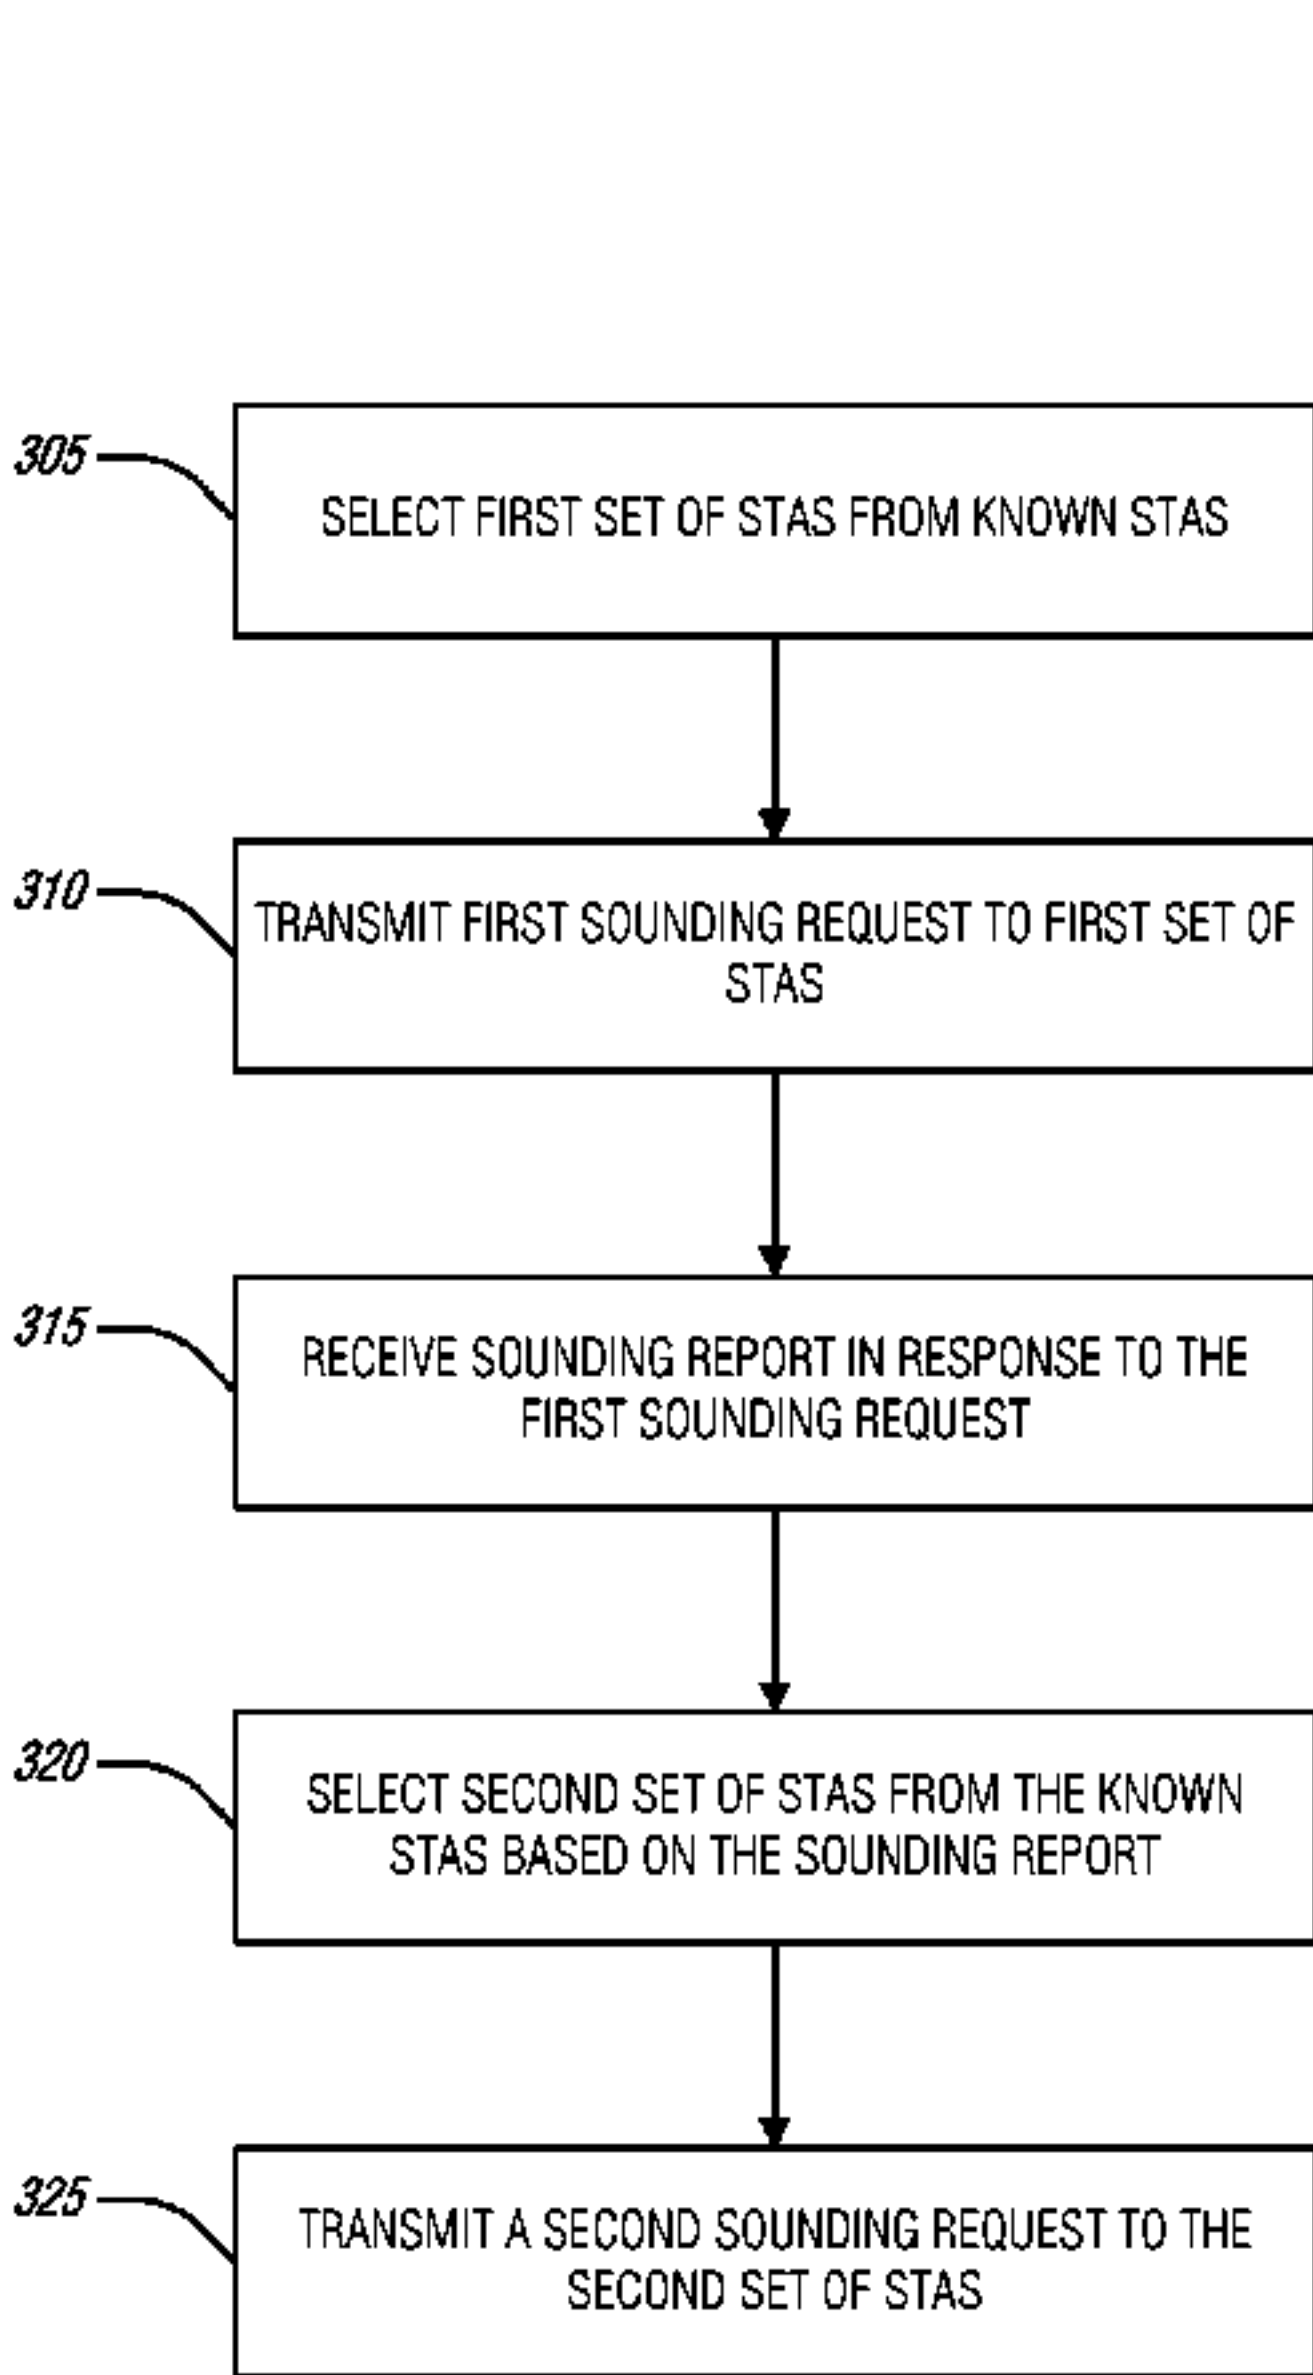 305
SELECT FIRST SET OF STAS FROM KNOWN STAS
310
TRANSMIT FIRST SOUNDING REQUEST TO FIRST SET OF
STAS
315
RECEIVE SOUNDING REPORT IN RESPONSE TO THE
FIRST SOUNDING REQUEST
320
SELECT SECOND SET OF STAS FROM THE KNOWN
STAS BASED ON THE SOUNDING REPORT
325
TRANSMIT A SECOND SOUNDING REQUEST TO THE
SECOND SET OF STAS